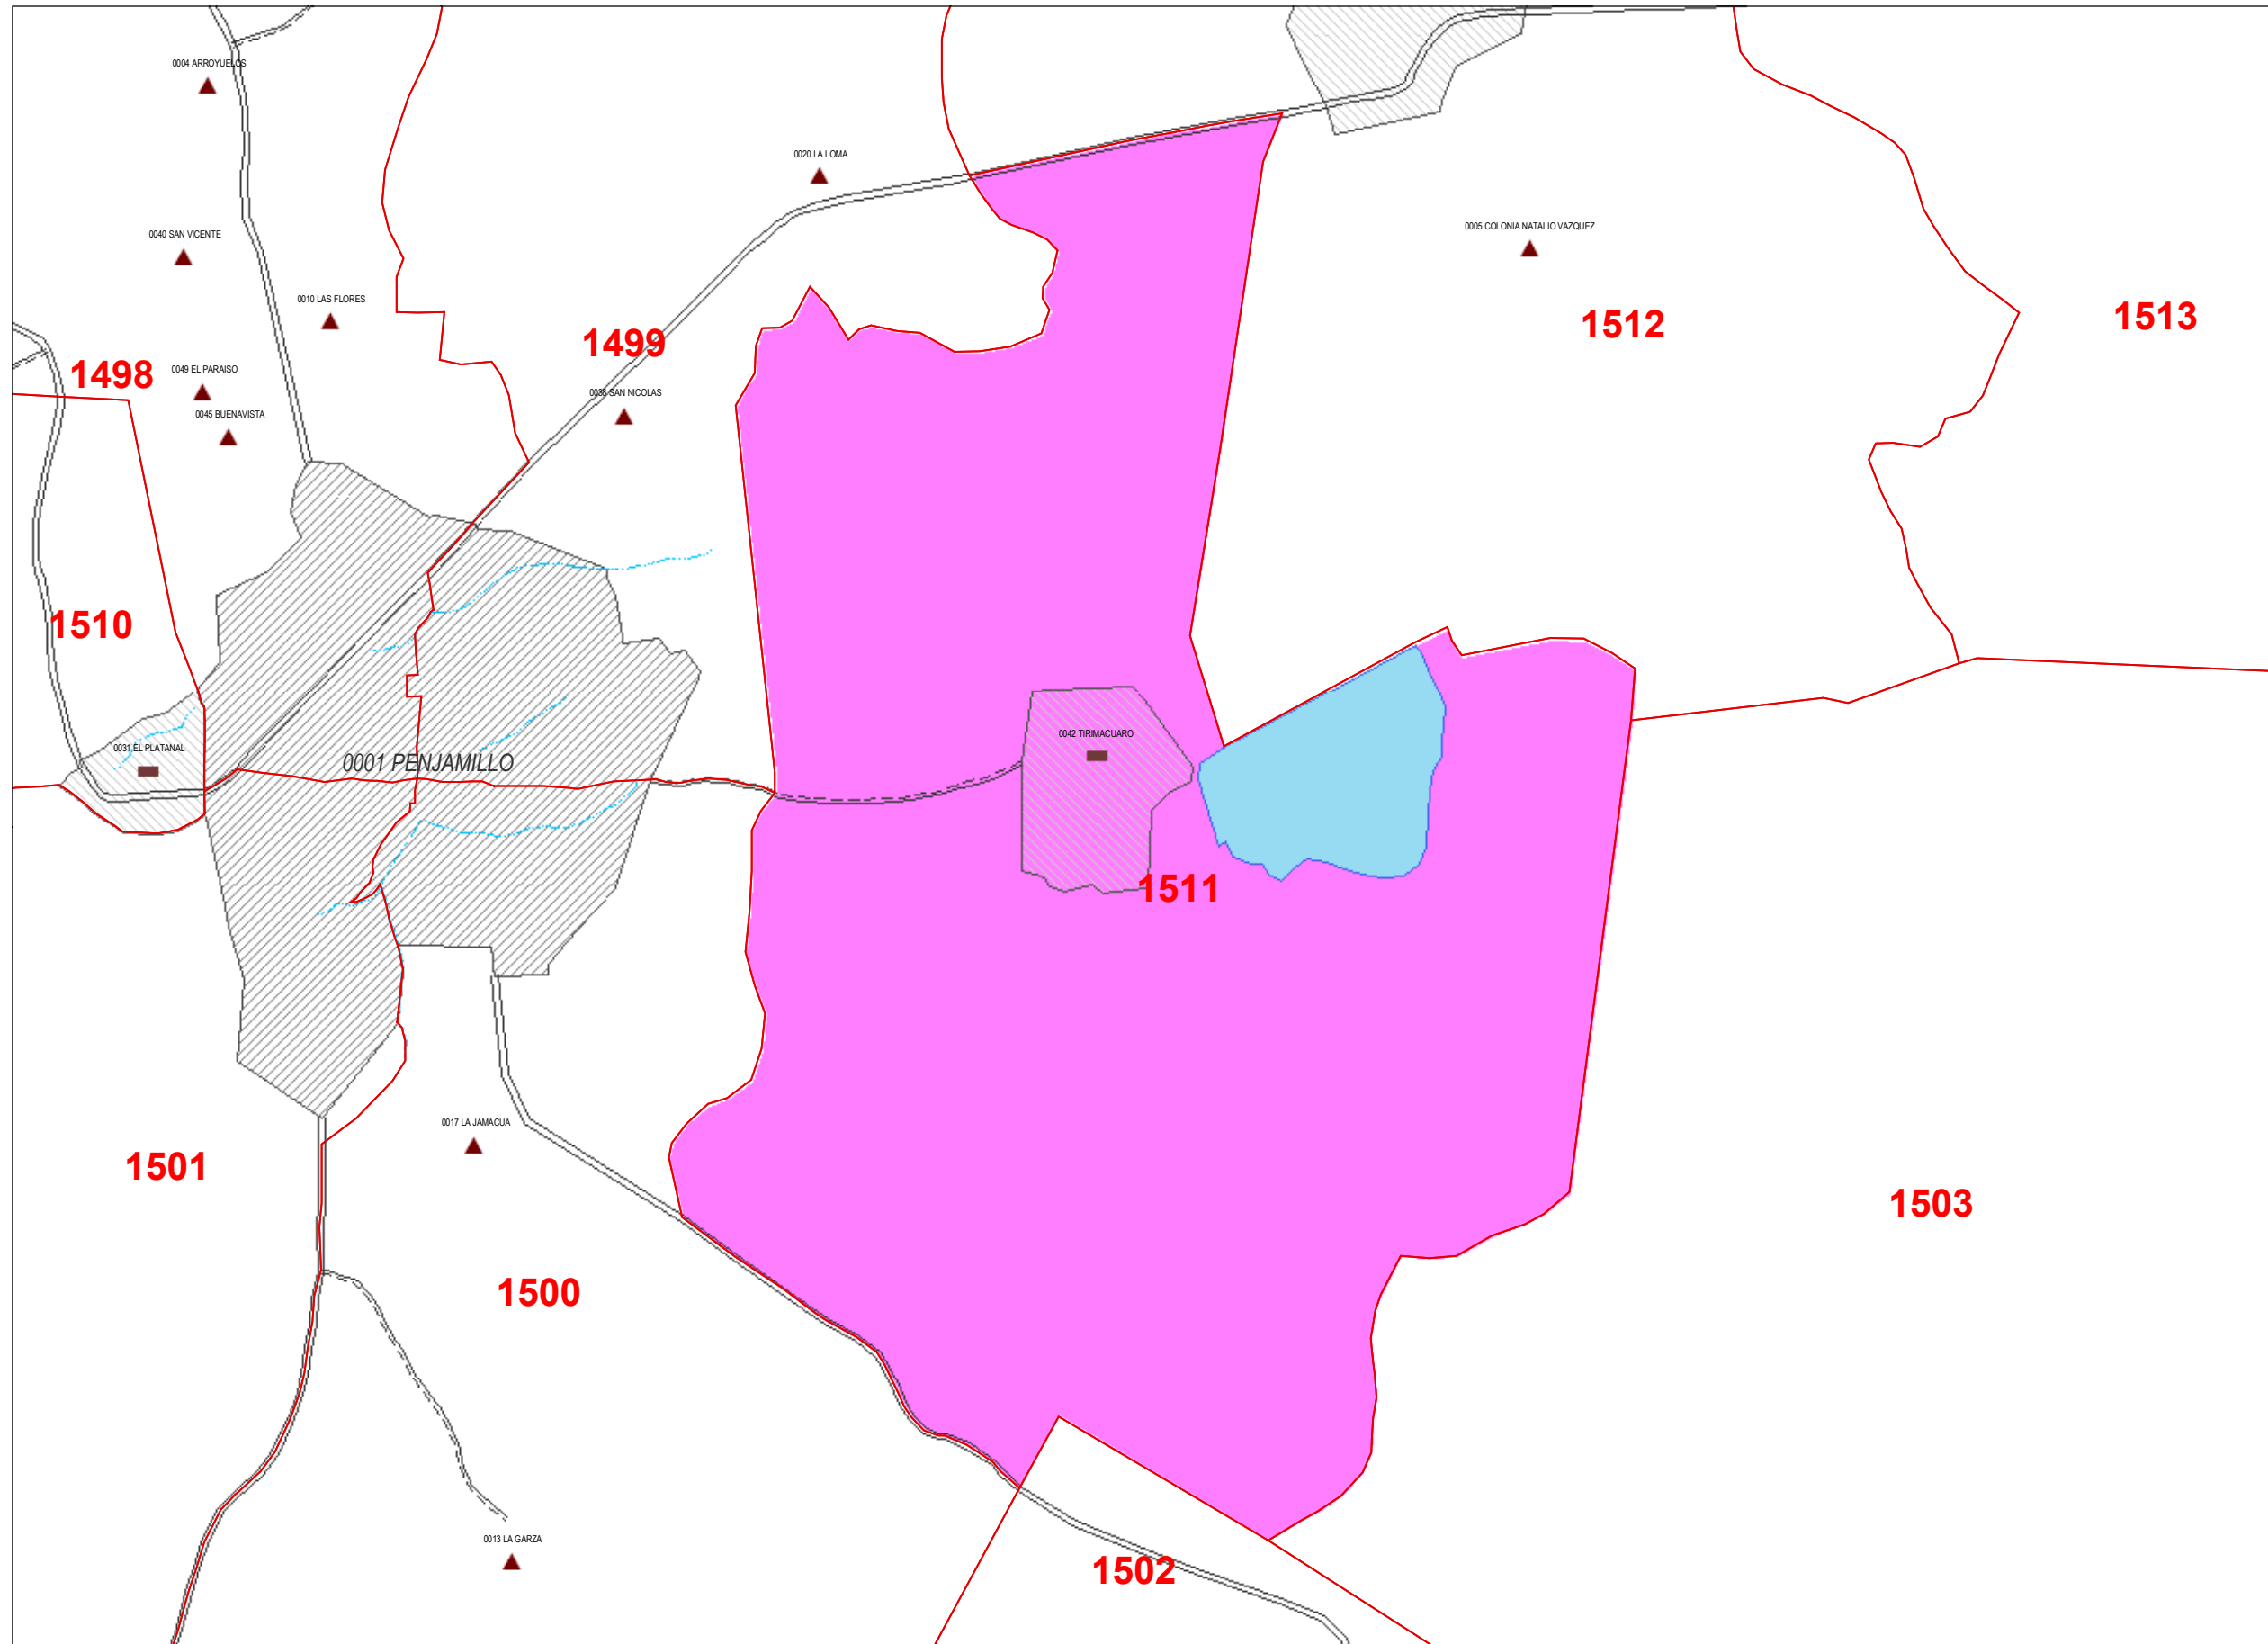 0004 ARROYUELOS
0020 LA LOMA
0040 SAN VICENTE
0005 COLONIA NATALIO VAZQUEZ
0010 LAS FLORES
1513
1512
1499
1498
0049 EL PARAISO
0038 SAN NICOLAS
0045 BUENAVISTA
1510
0042 TIRIMACUARO
0031 EL PLATANAL
0001 PENJAMILLO
1511
0017 LA JAMACUA
1501
1503
1500
0013 LA GARZA
1502